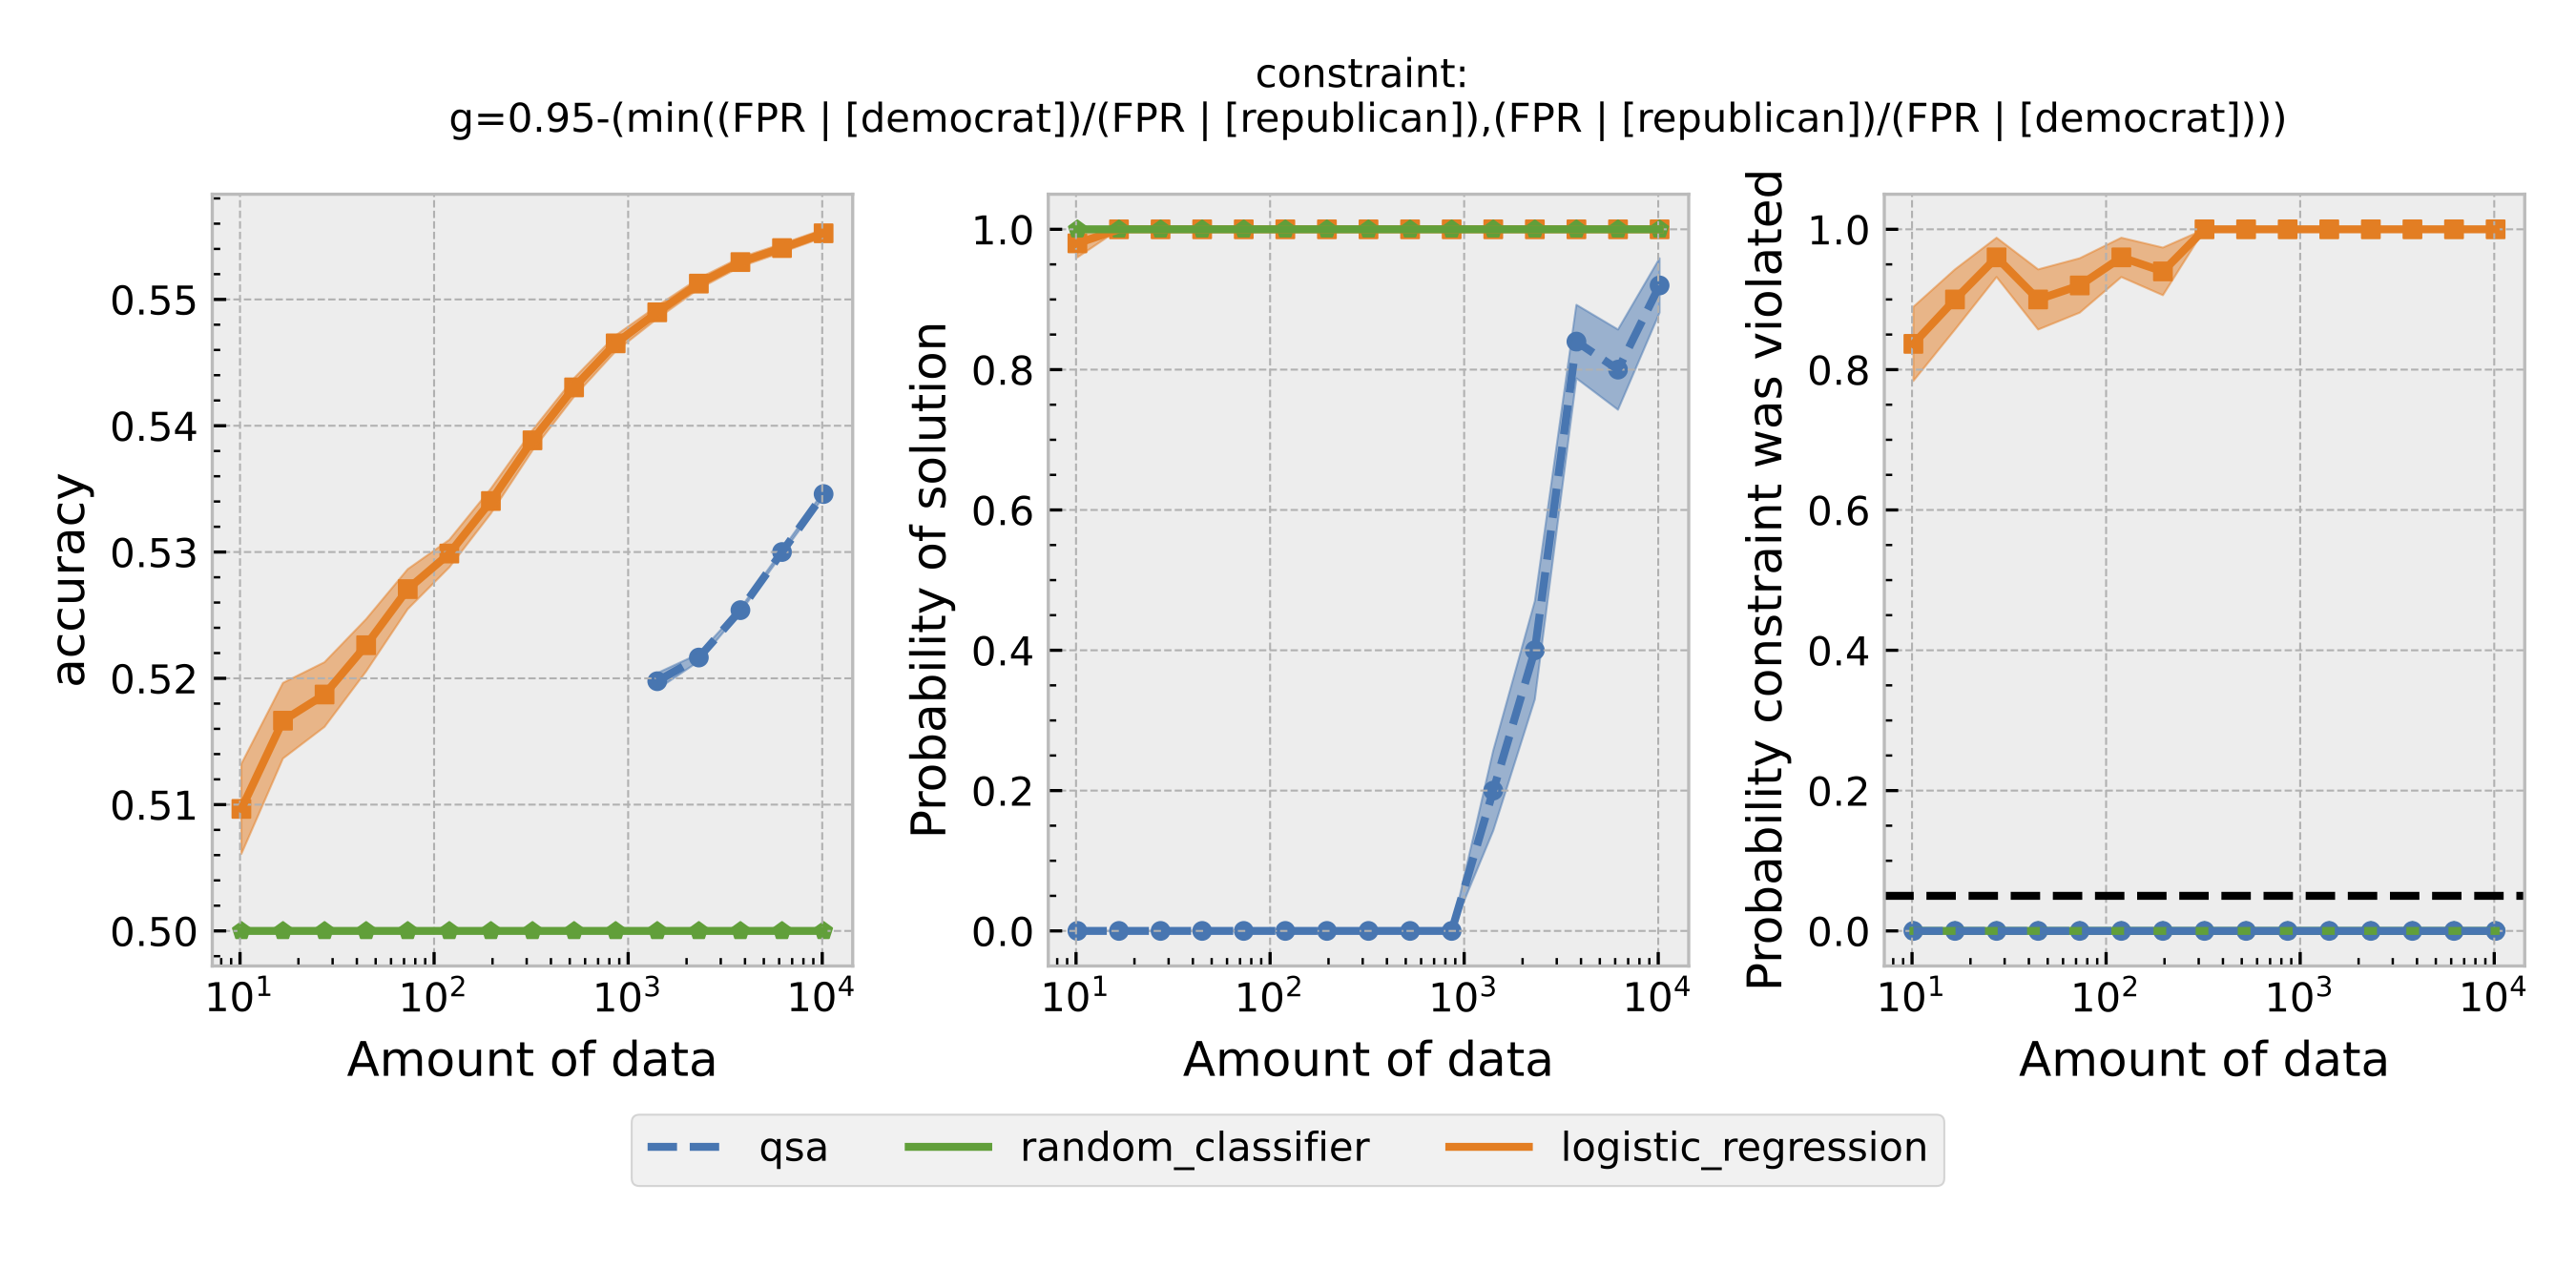 constraint:
g=0.95-(min((FPR | [democrat])/(FPR | [republican]),(FPR | [republican])/(FPR | [democrat])))
accuracy
0.55
0.54
0.53
0.52
0.51
0.50
10¹ 10² 10³ 10⁴
Amount of data
Probability of solution
1.0
0.8
0.6
0.4
0.2
0.0
10¹ 10² 10³ 10⁴
Amount of data
Probability constraint was violated
1.0
0.8
0.6
0.4
0.2
0.0
10¹ 10² 10³ 10⁴
Amount of data
qsa random_classifier logistic_regression